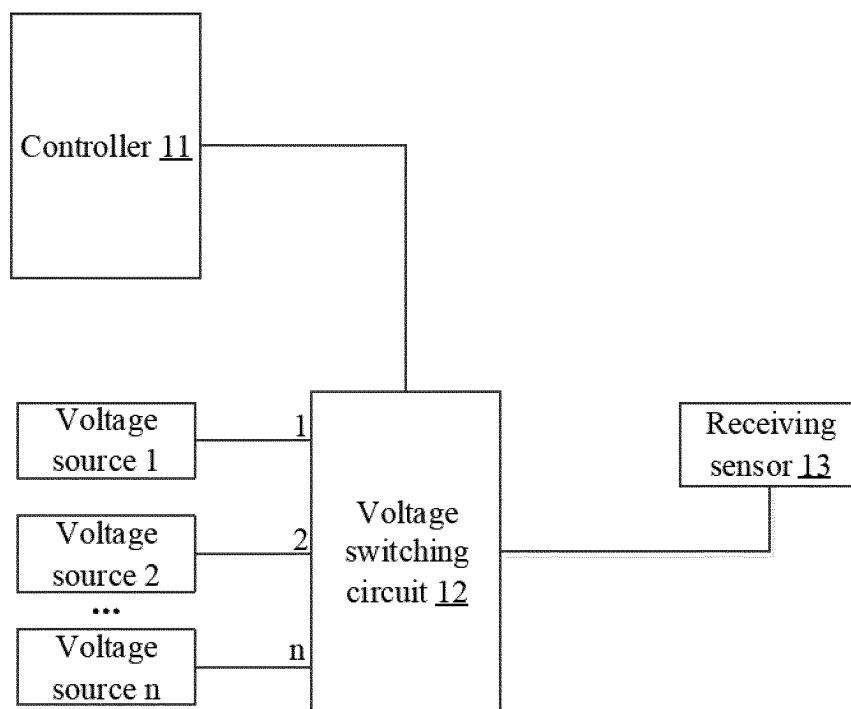 Controller 11
Voltage
source 1
1
Voltage
source 2
2
...
Voltage
source n
n
Voltage
switching
circuit 12
Receiving
sensor 13